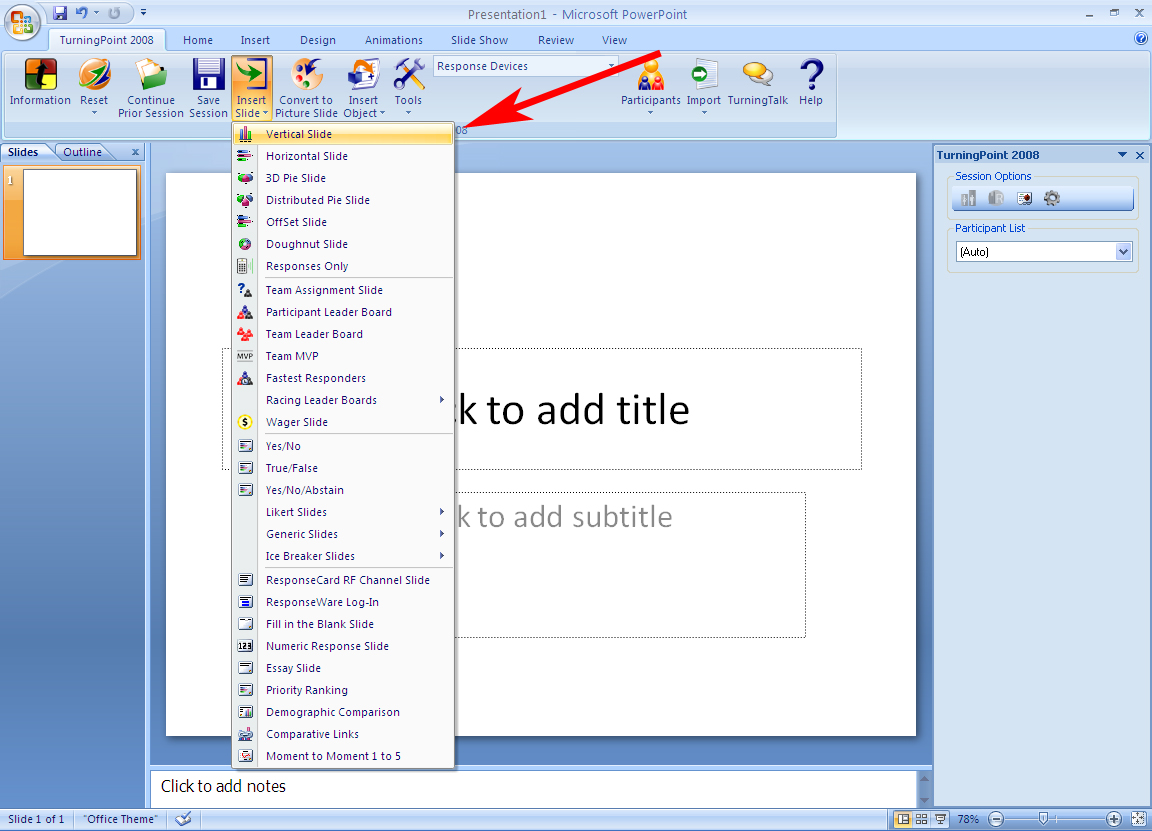 Presentation1 - Microsoft PowerPoint
TurningPoint 2008 Home Insert Design Animations Slide Show Review View
Information
Reset
Continue
Prior Session
Save
Session
Insert
Slide
Convert to
Picture Slide
Insert
Object
Tools
Response Devices
Participants
Import
TurningTalk
Help
08
Slides Outline x
1
Vertical Slide
Horizontal Slide
3D Pie Slide
Distributed Pie Slide
OffSet Slide
Doughnut Slide
Responses Only
Team Assignment Slide
Participant Leader Board
Team Leader Board
MVP Team MVP
Fastest Responders
Racing Leader Boards
$ Wager Slide
Yes/No
True/False
Yes/No/Abstain
Likert Slides
Generic Slides
Ice Breaker Slides
ResponseCard RF Channel Slide
ResponseWare Log-In
Fill in the Blank Slide
123 Numeric Response Slide
Essay Slide
Priority Ranking
Demographic Comparison
Comparative Links
Moment to Moment 1 to 5
k to add title
k to add subtitle
Click to add notes
TurningPoint 2008
Session Options
Participant List
(Auto)
Slide 1 of 1 "Office Theme" 78%